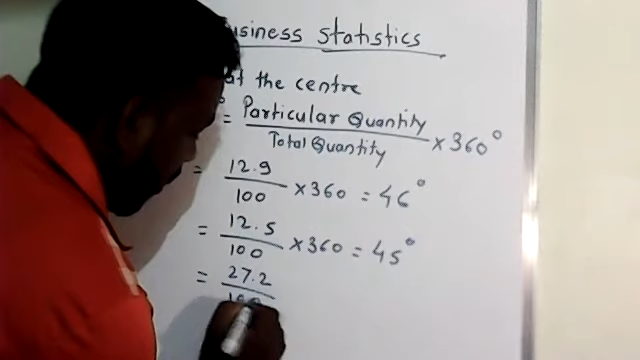 usiness Statistics
at the centre
° = Particular Quantity / Total Quantity × 360°
= 12.9 / 100 × 360 = 46°
= 12.5 / 100 × 360 = 45°
= 27.2 / 100